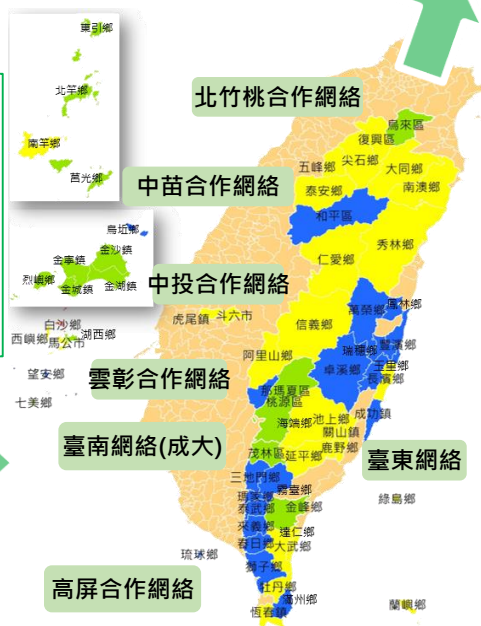 東引鄉
北竿鄉
南竿鄉
莒光鄉
烏坵鄉
金沙鎮
金寧鎮
烈嶼鄉
金城鎮
金湖鎮
白沙鄉
西嶼鄉
湖西鄉
馬公市
望安鄉
七美鄉
北竹桃合作網絡
烏來區
復興區
五峰鄉
尖石鄉
大同鄉
中苗合作網絡
泰安鄉
南澳鄉
和平區
秀林鄉
仁愛鄉
中投合作網絡
虎尾鎮
斗六市
信義鄉
萬榮鄉
鳳林鄉
阿里山鄉
瑞穗鄉
豐濱鄉
雲彰合作網絡
卓溪鄉
玉里鄉
長濱鄉
那瑪夏區
桃源區
海端鄉
池上鄉
成功鎮
臺南網絡(成大)
關山鎮
茂林區
延平鄉
鹿野鄉
臺東網絡
三地門鄉
霧臺鄉
瑪家鄉
泰武鄉
金峰鄉
綠島鄉
來義鄉
達仁鄉
春日鄉
大武鄉
琉球鄉
獅子鄉
高屏合作網絡
牡丹鄉
滿州鄉
恆春鎮
蘭嶼鄉